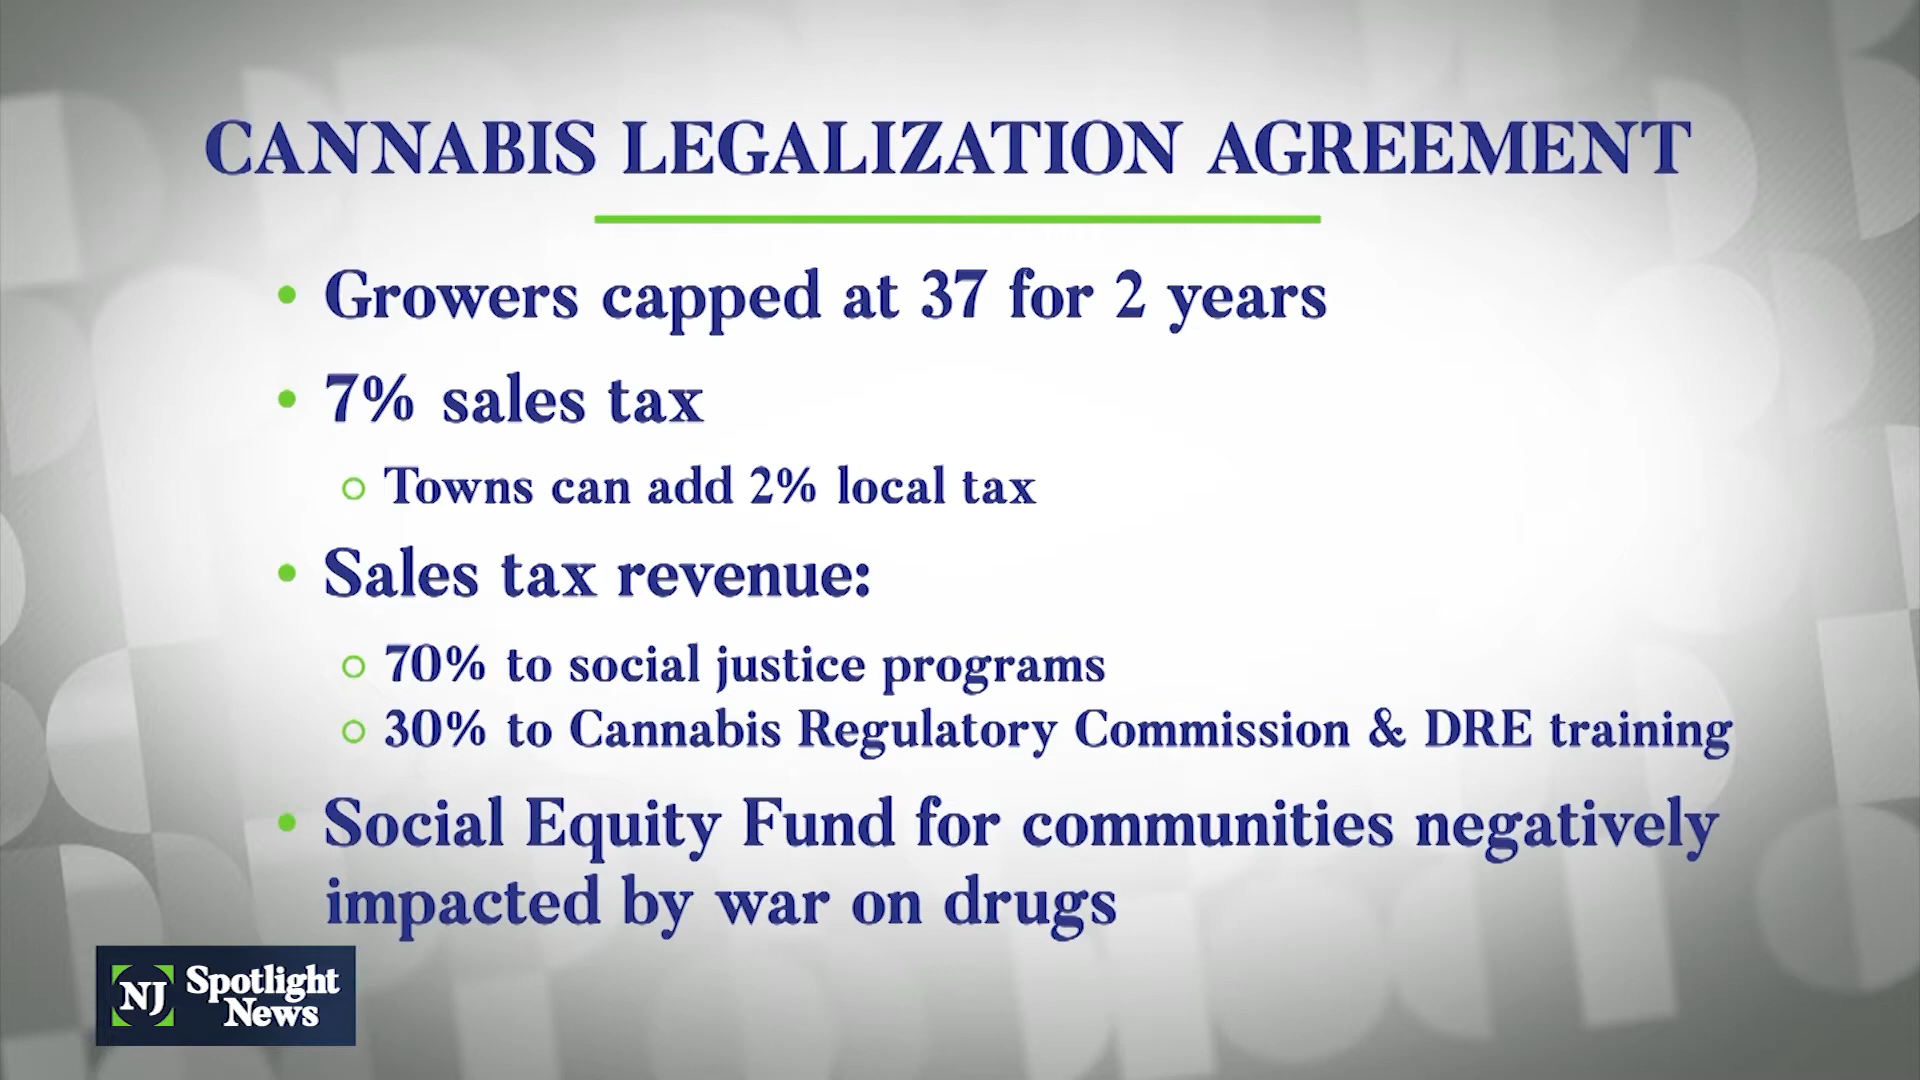 CANNABIS LEGALIZATION AGREEMENT
• Growers capped at 37 for 2 years
• 7% sales tax
○ Towns can add 2% local tax
• Sales tax revenue:
○ 70% to social justice programs
○ 30% to Cannabis Regulatory Commission & DRE training
• Social Equity Fund for communities negatively
impacted by war on drugs
NJ Spotlight
News